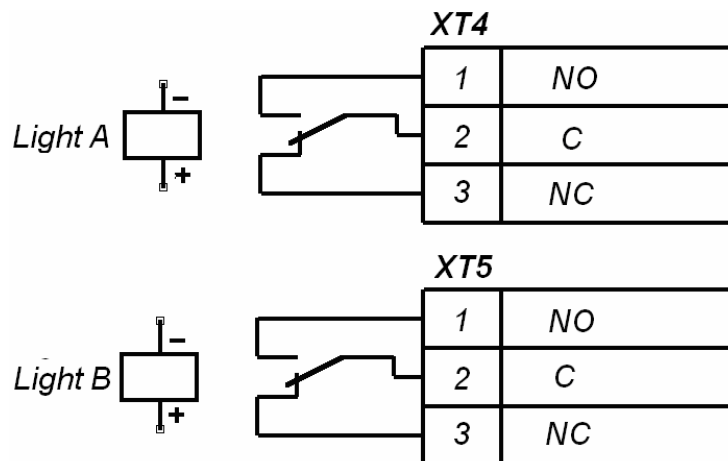 XT4
1 NO
-
Light A
2 C
+
3 NC
XT5
1 NO
-
Light B
2 C
+
3 NC